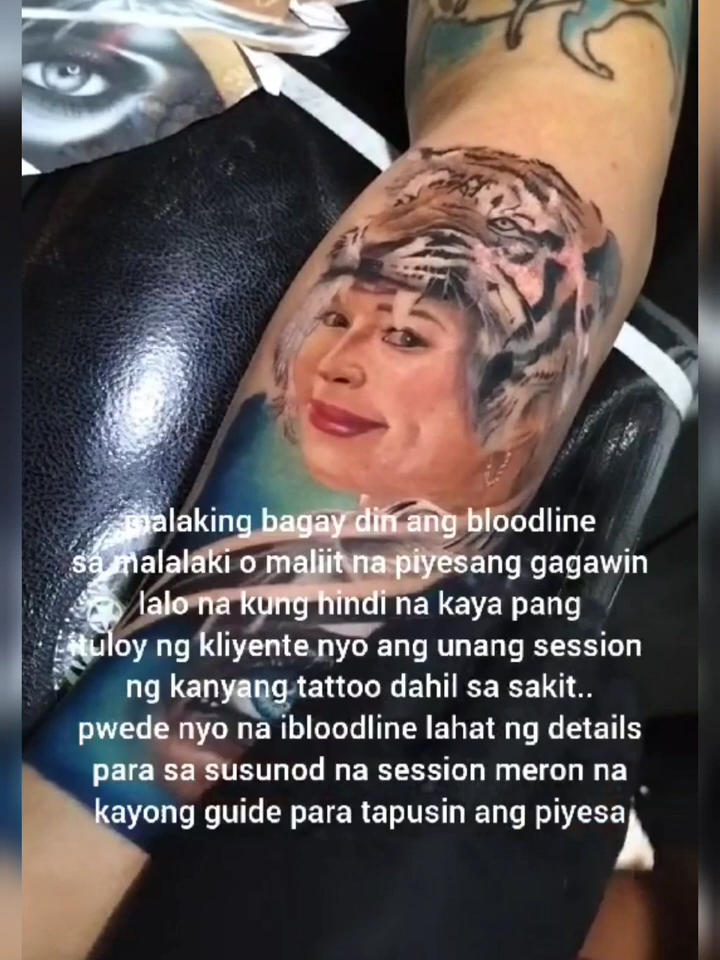 malaking bagay din ang bloodline
sa malalaki o maliit na piyesang gagawin
lalo na kung hindi na kaya pang
ituloy ng kliyente nyo ang unang session
ng kanyang tattoo dahil sa sakit..
pwede nyo na ibloodline lahat ng details
para sa susunod na session meron na
kayong guide para tapusin ang piyesa